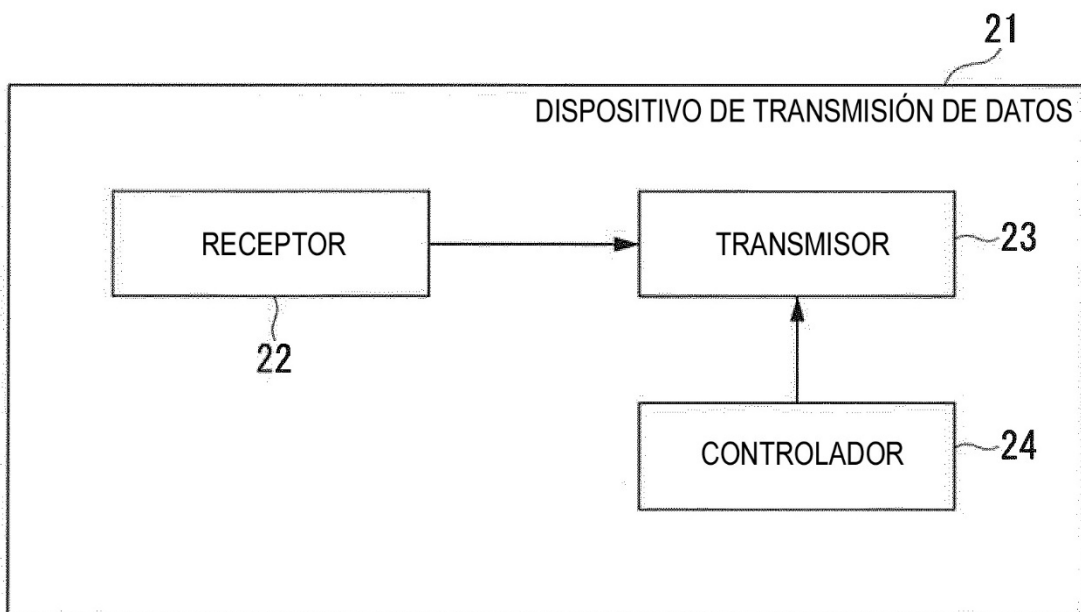 21
DISPOSITIVO DE TRANSMISIÓN DE DATOS
RECEPTOR
TRANSMISOR
23
22
CONTROLADOR
24